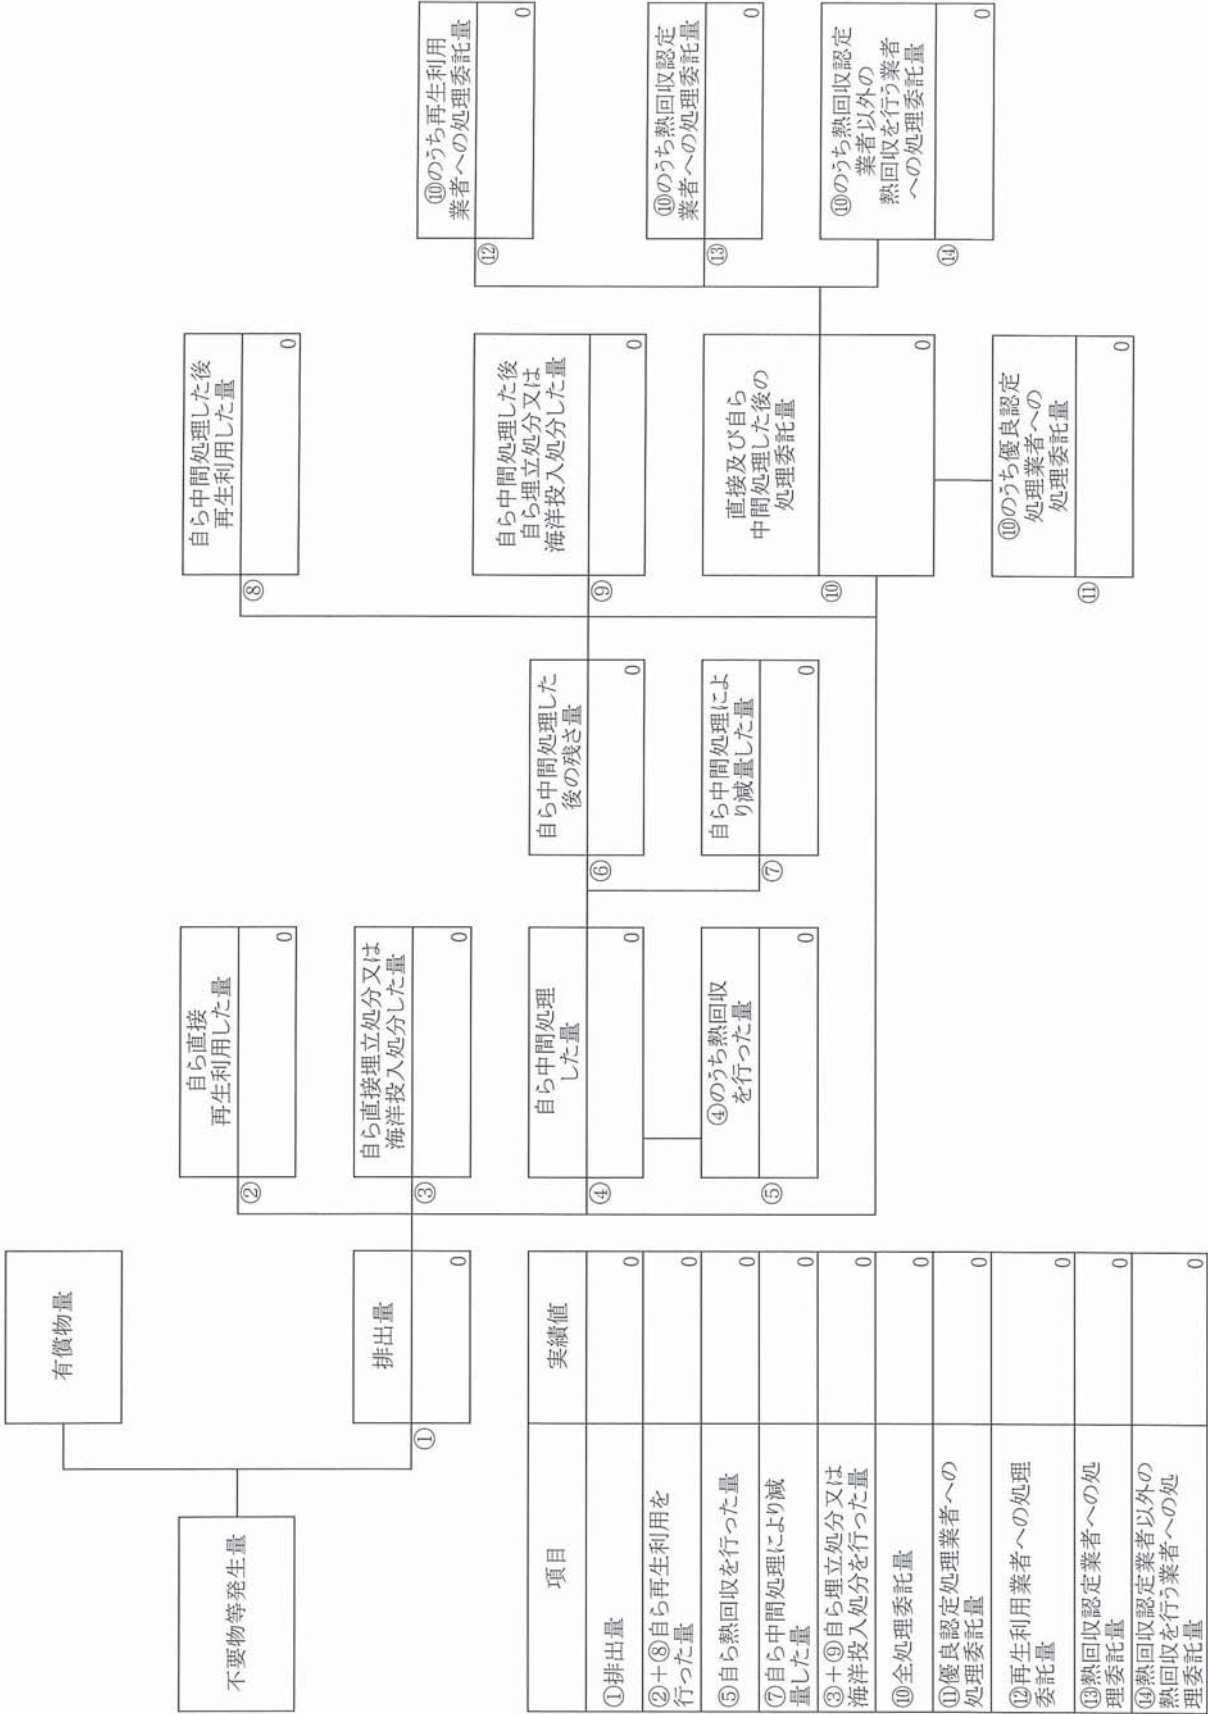 不要物等発生量
有償物量
①
排出量
0
②
自ら直接
再生利用した量
0
③
自ら直接埋立処分又は
海洋投入処分した量
0
④
自ら中間処理
した量
0
⑤
④のうち熱回収
を行った量
0
⑥
自ら中間処理した
後の残さ量
0
⑦
自ら中間処理によ
り減量した量
0
⑧
自ら中間処理した後
再生利用した量
0
⑨
自ら中間処理した後
自ら埋立処分又は
海洋投入処分した量
0
⑩
直接及び自ら
中間処理した後の
処理委託量
0
⑪
⑩のうち優良認定
処理業者への
処理委託量
0
⑫
⑩のうち再生利用
業者への処理委託量
0
⑬
⑩のうち熱回収認定
業者への処理委託量
0
⑭
⑩のうち熱回収認定
業者以外の
熱回収を行う業者
への処理委託量
0
項目 実績値
①排出量 0
②+⑧自ら再生利用を
行った量 0
⑤自ら熱回収を行った量 0
⑦自ら中間処理により減
量した量 0
③+⑨自ら埋立処分又は
海洋投入処分を行った量 0
⑩全処理委託量 0
⑪優良認定処理業者への
処理委託量 0
⑫再生利用業者への処理
委託量 0
⑬熱回収認定業者への処
理委託量 0
⑭熱回収認定業者以外の
熱回収を行う業者への処
理委託量 0